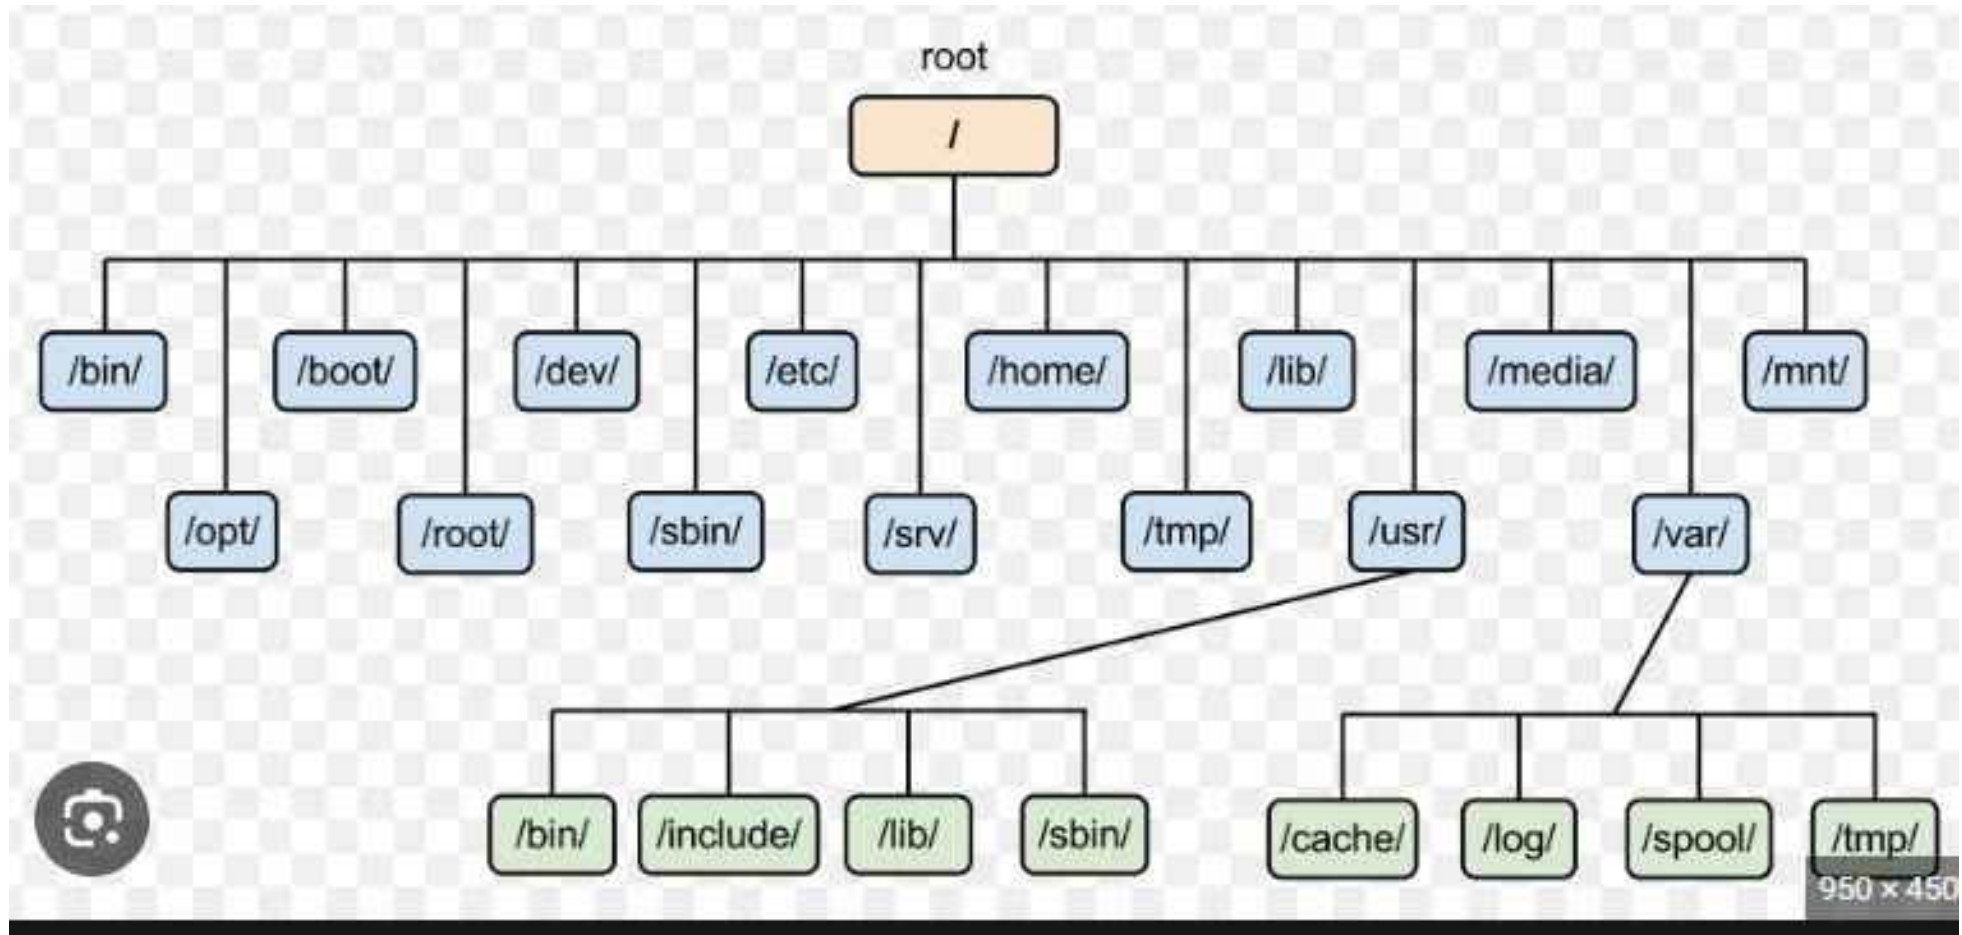 root
/
/bin/
/boot/
/dev/
/etc/
/home/
/lib/
/media/
/mnt/
/opt/
/root/
/sbin/
/srv/
/tmp/
/usr/
/var/
/bin/
/include/
/lib/
/sbin/
/cache/
/log/
/spool/
/tmp/
950 × 450